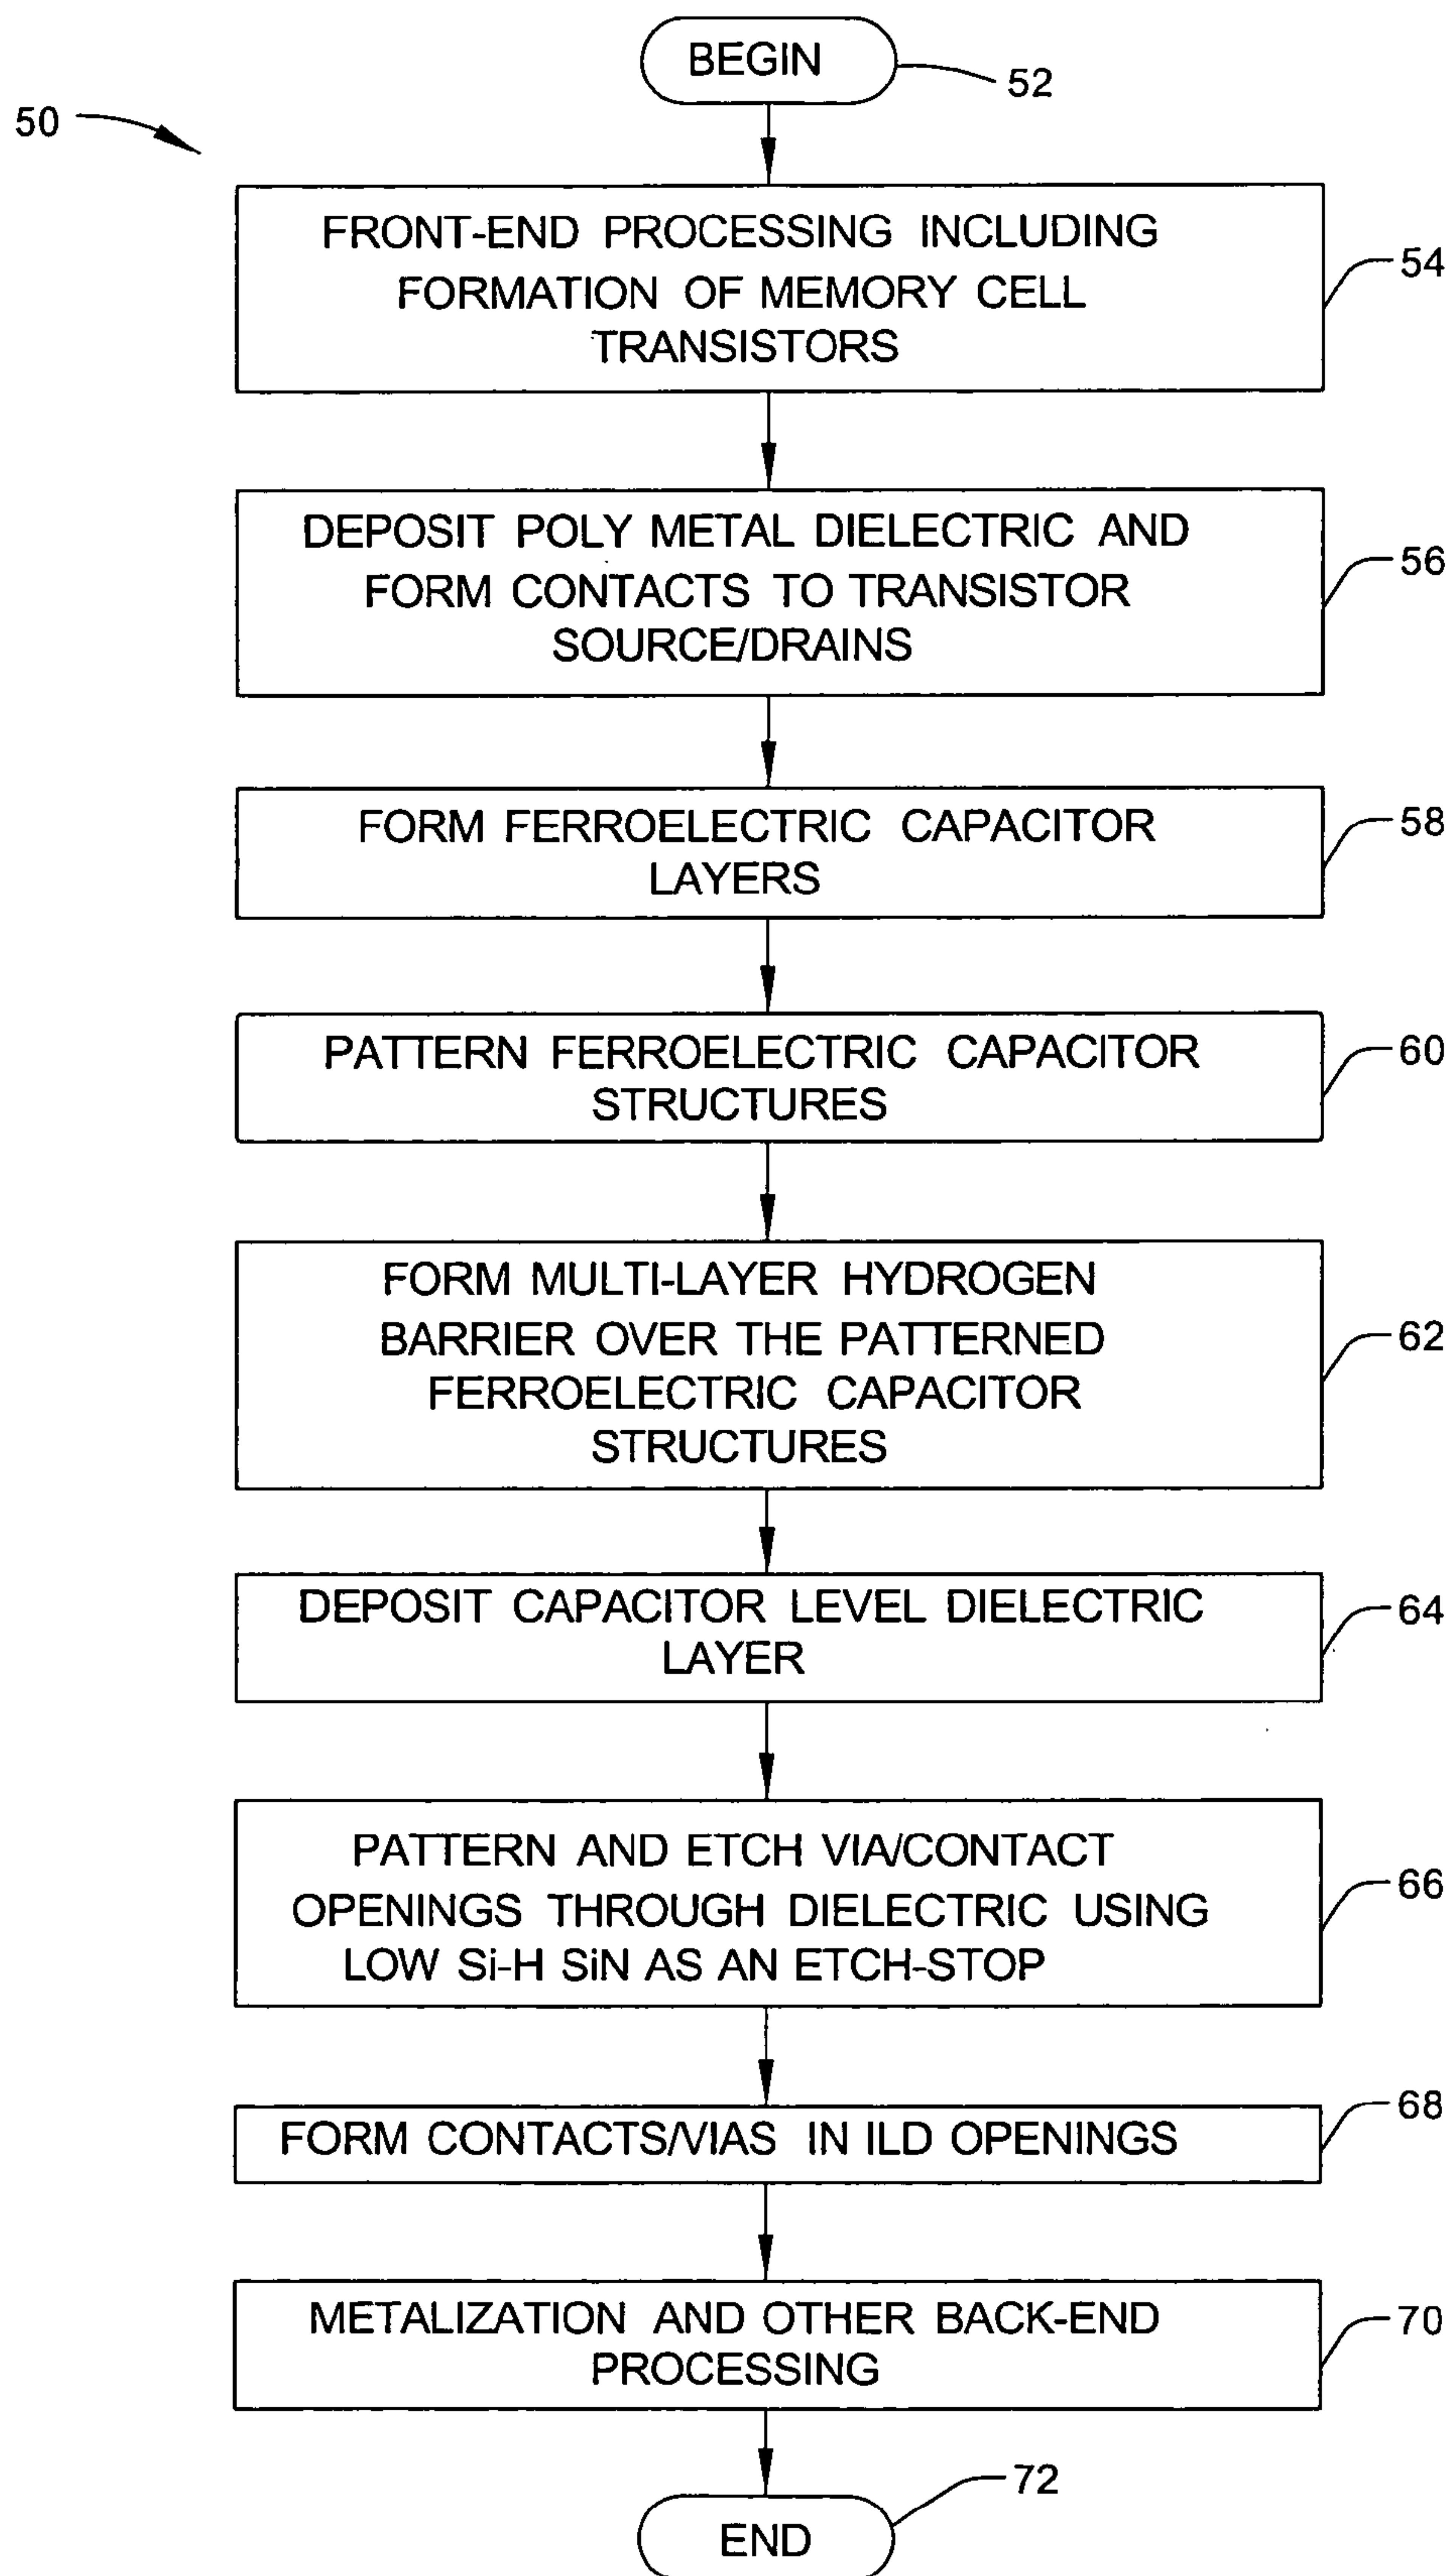 BEGIN
52
50
FRONT-END PROCESSING INCLUDING
FORMATION OF MEMORY CELL
TRANSISTORS
54
DEPOSIT POLY METAL DIELECTRIC AND
FORM CONTACTS TO TRANSISTOR
SOURCE/DRAINS
56
FORM FERROELECTRIC CAPACITOR
LAYERS
58
PATTERN FERROELECTRIC CAPACITOR
STRUCTURES
60
FORM MULTI-LAYER HYDROGEN
BARRIER OVER THE PATTERNED
FERROELECTRIC CAPACITOR
STRUCTURES
62
DEPOSIT CAPACITOR LEVEL DIELECTRIC
LAYER
64
PATTERN AND ETCH VIA/CONTACT
OPENINGS THROUGH DIELECTRIC USING
LOW Si-H SiN AS AN ETCH-STOP
66
FORM CONTACTS/VIAS IN ILD OPENINGS
68
METALIZATION AND OTHER BACK-END
PROCESSING
70
72
END